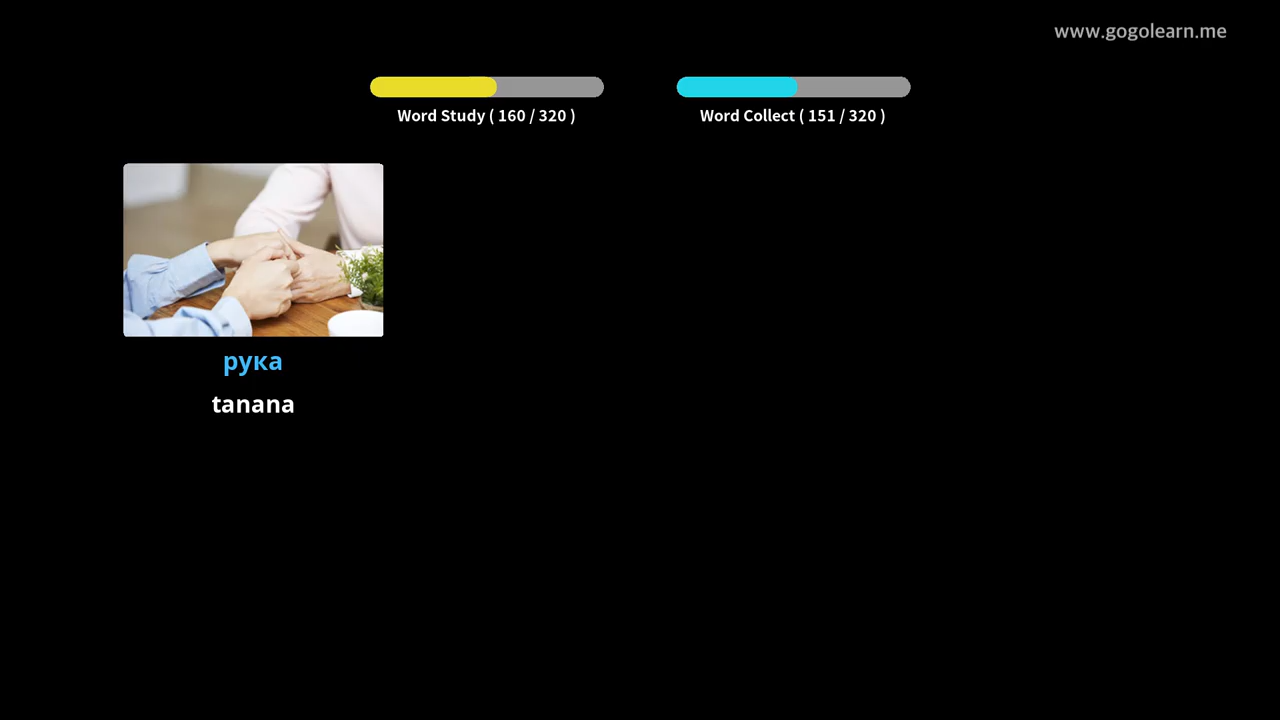 www.gogolearn.me
Word Study ( 160 / 320 )
Word Collect ( 151 / 320 )
рука
tanana